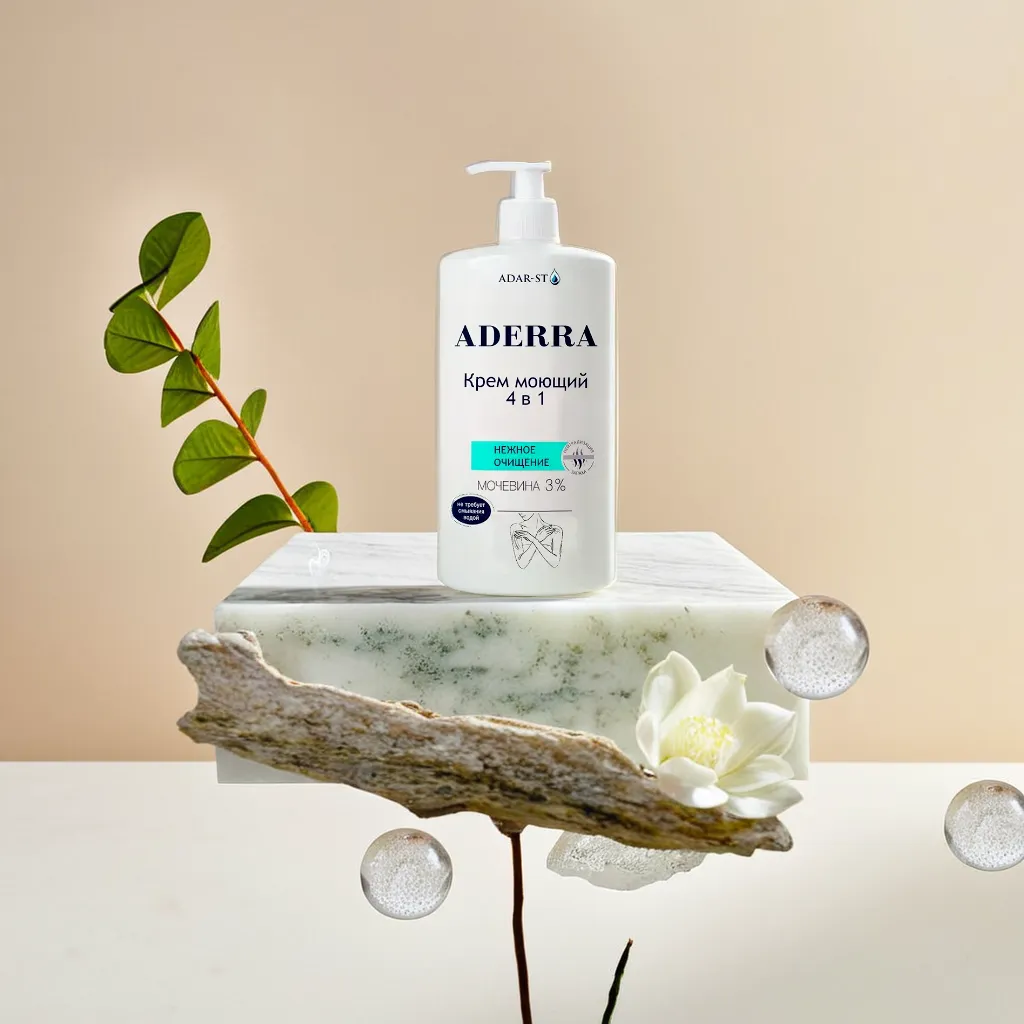 ADAR-ST
ADERRA
Крем моющий
4 в 1
НЕЖНОЕ
ОЧИЩЕНИЕ
МОЧЕВИНА 3%
не требует
смывания
водой